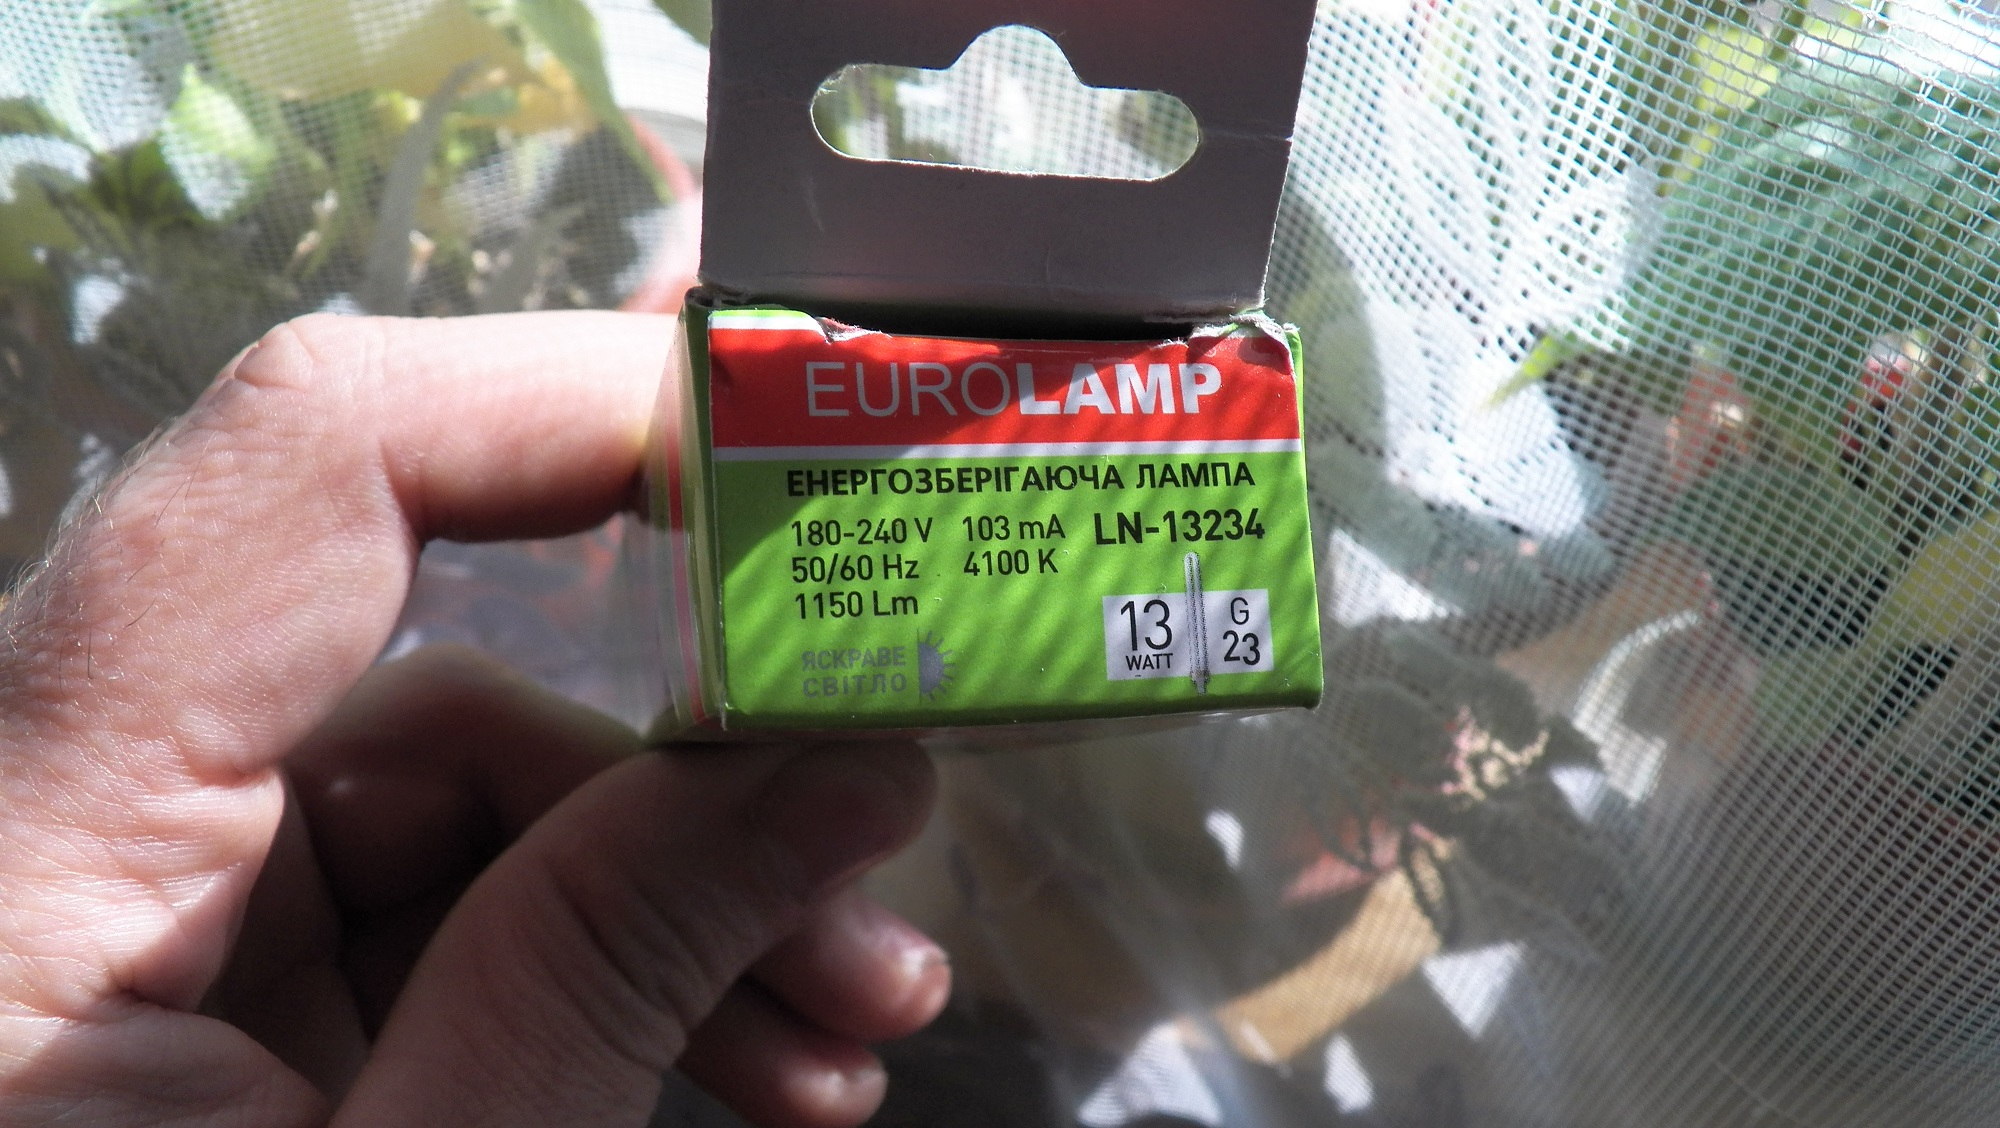 EUROLAMP
ЕНЕРГОЗБЕРІГАЮЧА ЛАМПА
180-240 V 103 mA LN-13234
50/60 Hz 4100 K
1150 Lm
ЯСКРАВЕ
СВІТЛО
13
WATT
G
23